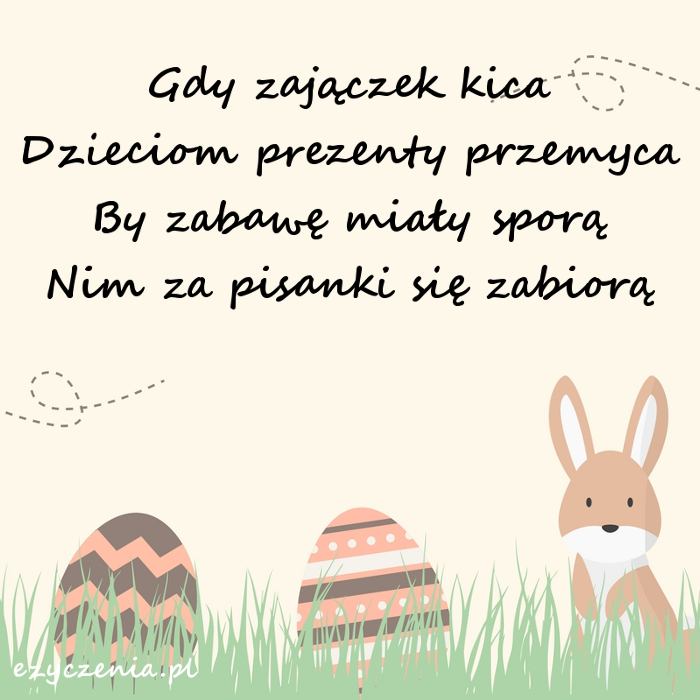 Gdy zajączek kica
Dzieciom prezenty przemyca
By zabawę miały sporą
Nim za pisanki się zabiorą
ezyczenia.pl